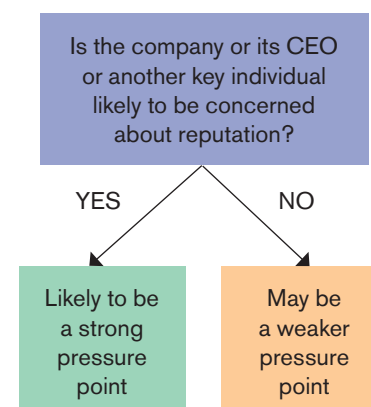 Is the company or its CEO
or another key individual
likely to be concerned
about reputation?
YES
NO
Likely to be
a strong
pressure
point
May be
a weaker
pressure
point